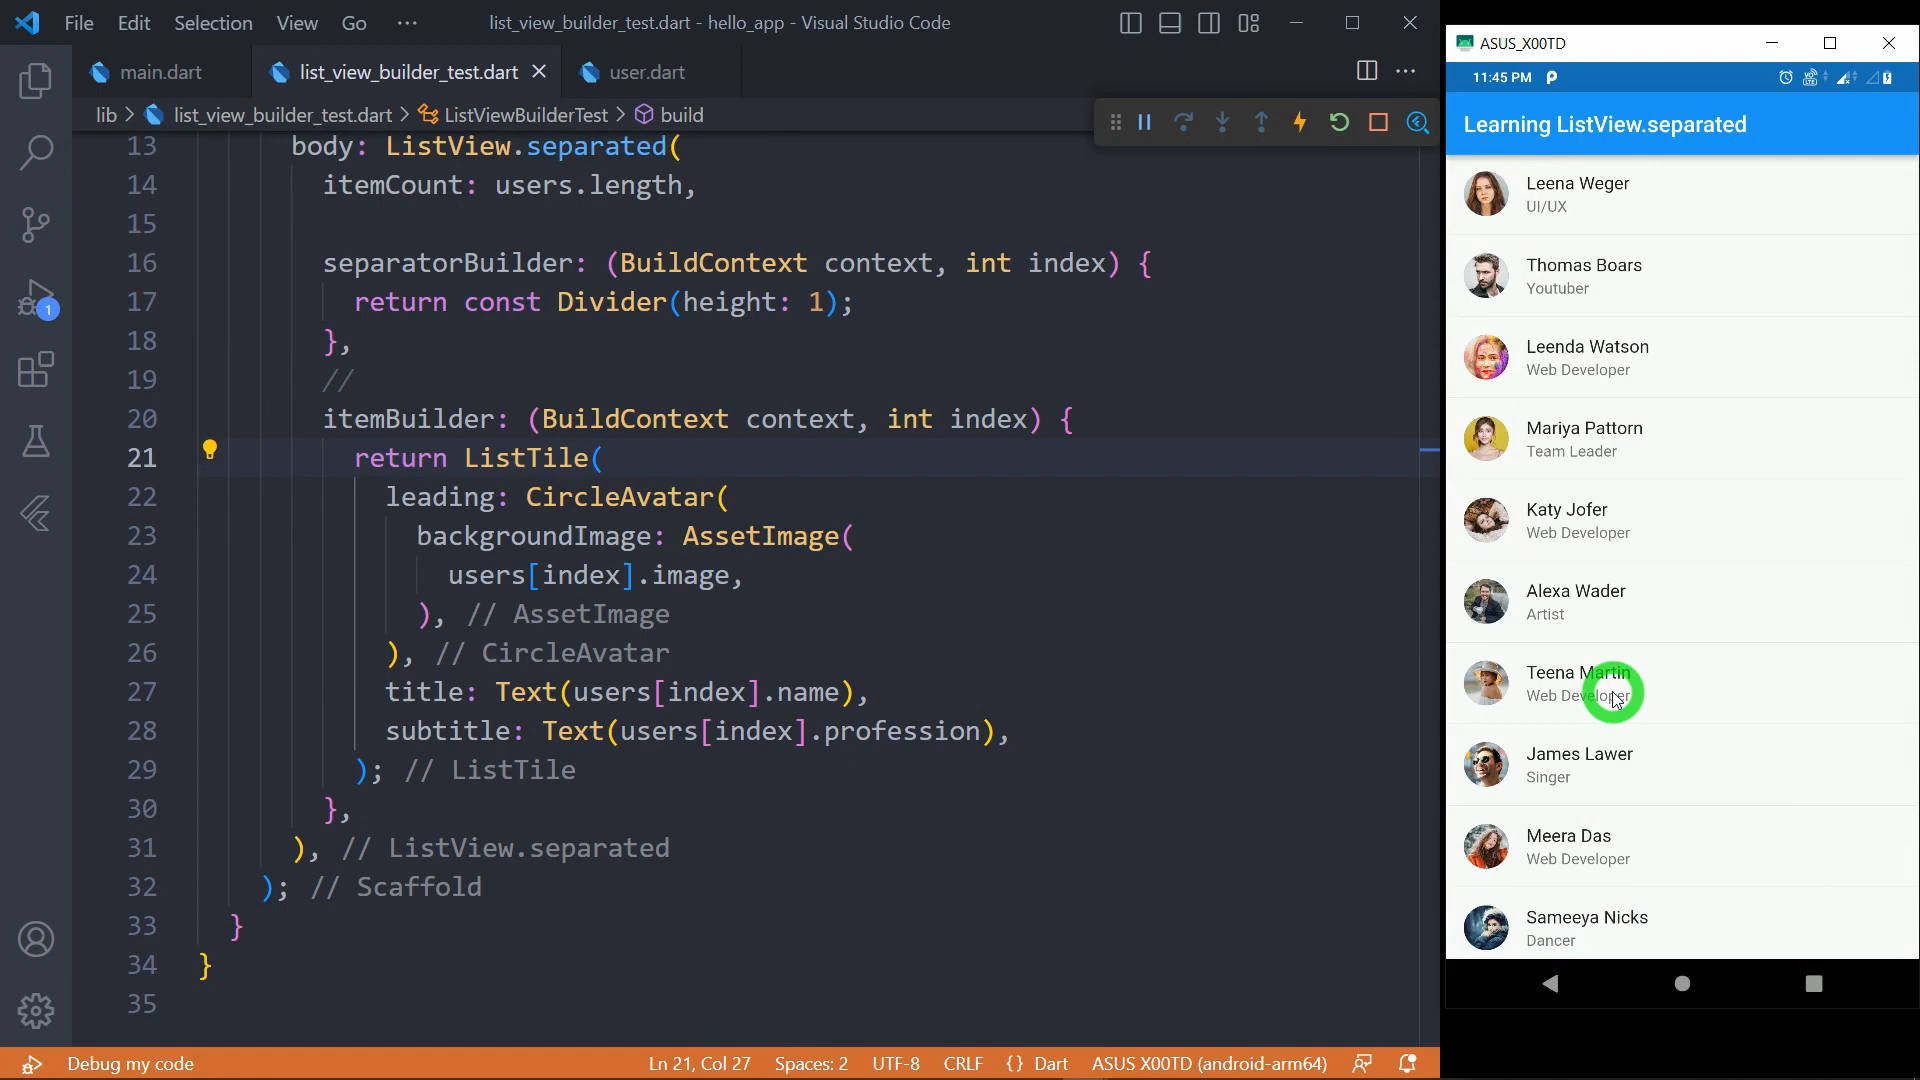 File Edit Selection View Go ··· list_view_builder_test.dart - hello_app - Visual Studio Code
main.dart list_view_builder_test.dart user.dart
lib > list_view_builder_test.dart > ListViewBuilderTest > build
13 body: ListView.separated(
14 itemCount: users.length,
15
16 separatorBuilder: (BuildContext context, int index) {
17 return const Divider(height: 1);
18 },
19 //
20 itemBuilder: (BuildContext context, int index) {
21 return ListTile(
22 leading: CircleAvatar(
23 backgroundImage: AssetImage(
24 users[index].image,
25 ), // AssetImage
26 ), // CircleAvatar
27 title: Text(users[index].name),
28 subtitle: Text(users[index].profession),
29 ); // ListTile
30 },
31 ), // ListView.separated
32 ); // Scaffold
33 }
34 }
35
1
Debug my code Ln 21, Col 27 Spaces: 2 UTF-8 CRLF {} Dart ASUS X00TD (android-arm64)
ASUS_X00TD
11:45 PM
Learning ListView.separated
Leena Weger
UI/UX
Thomas Boars
Youtuber
Leenda Watson
Web Developer
Mariya Pattorn
Team Leader
Katy Jofer
Web Developer
Alexa Wader
Artist
Teena Martin
Web Developer
James Lawer
Singer
Meera Das
Web Developer
Sameeya Nicks
Dancer